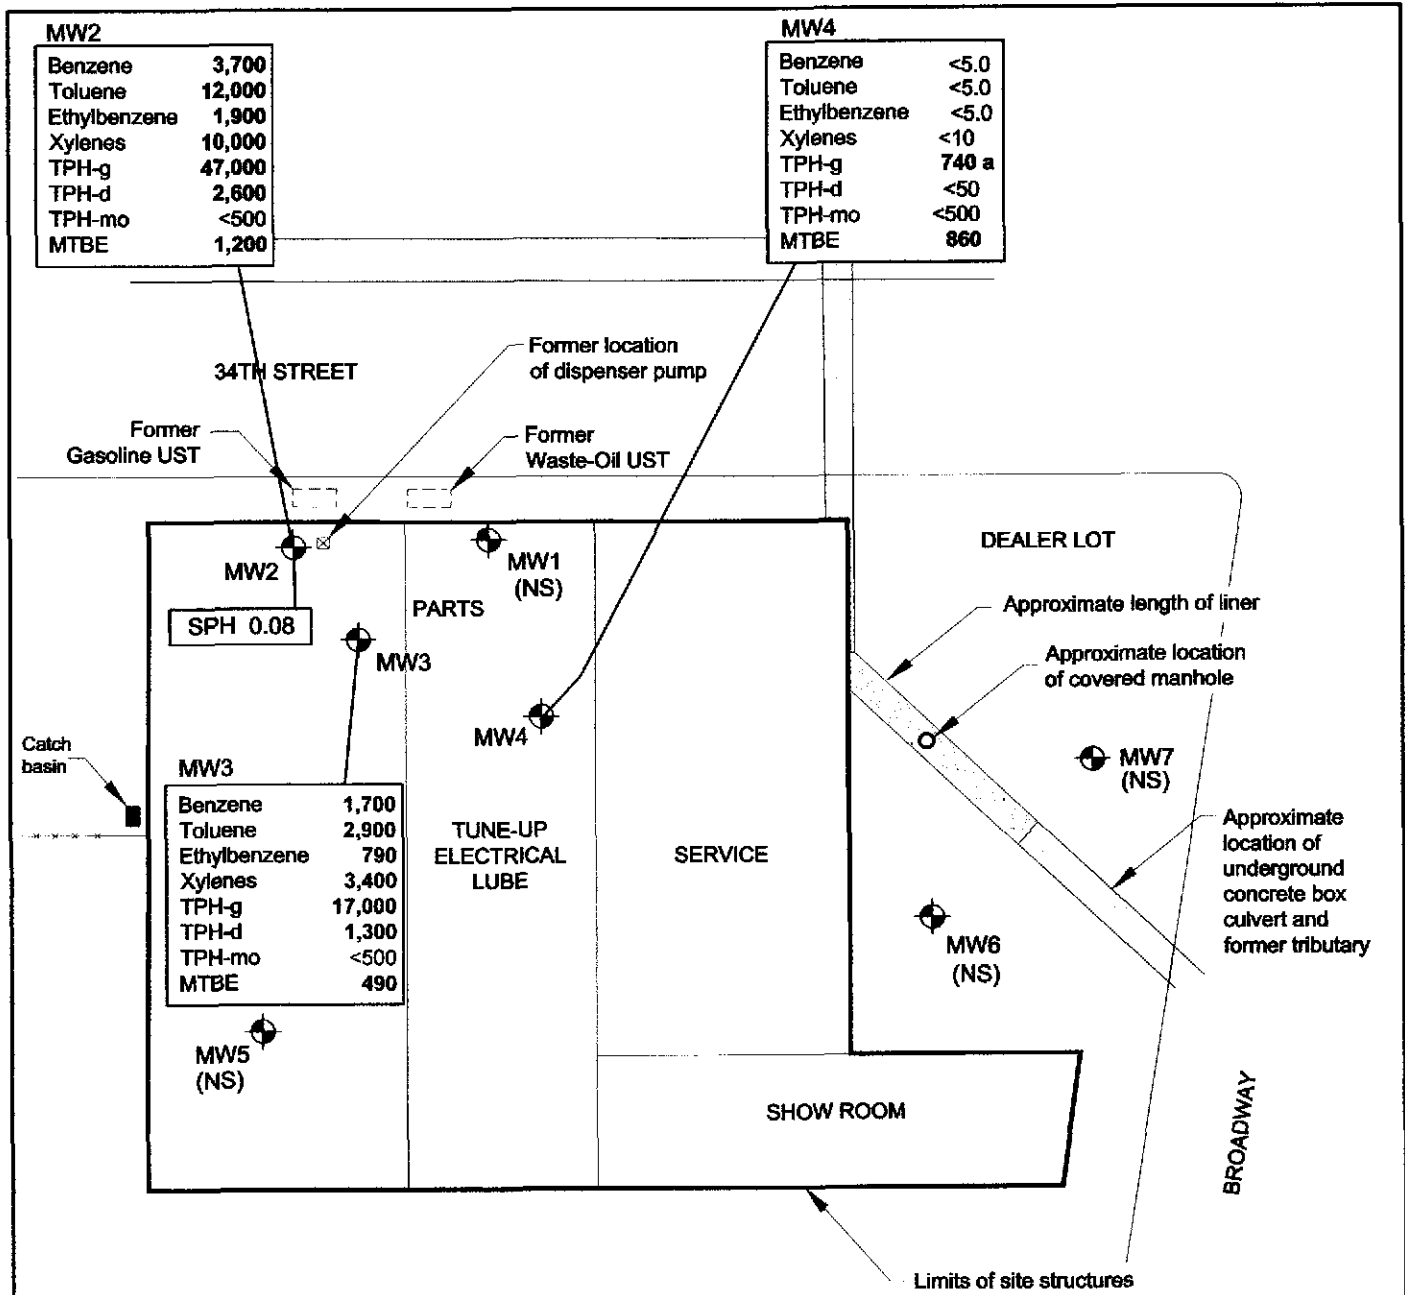 MW2
Benzene 3,700
Toluene 12,000
Ethylbenzene 1,900
Xylenes 10,000
TPH-g 47,000
TPH-d 2,600
TPH-mo <500
MTBE 1,200
MW4
Benzene <5.0
Toluene <5.0
Ethylbenzene <5.0
Xylenes <10
TPH-g 740 a
TPH-d <50
TPH-mo <500
MTBE 860
34TH STREET
Former location
of dispenser pump
Former
Gasoline UST
Former
Waste-Oil UST
MW2
SPH 0.08
MW1
(NS)
PARTS
MW3
MW4
DEALER LOT
Approximate length of liner
Approximate location
of covered manhole
MW7
(NS)
Catch
basin
MW3
Benzene 1,700
Toluene 2,900
Ethylbenzene 790
Xylenes 3,400
TPH-g 17,000
TPH-d 1,300
TPH-mo <500
MTBE 490
TUNE-UP
ELECTRICAL
LUBE
SERVICE
Approximate
location of
underground
concrete box
culvert and
former tributary
MW6
(NS)
MW5
(NS)
SHOW ROOM
BROADWAY
Limits of site structures